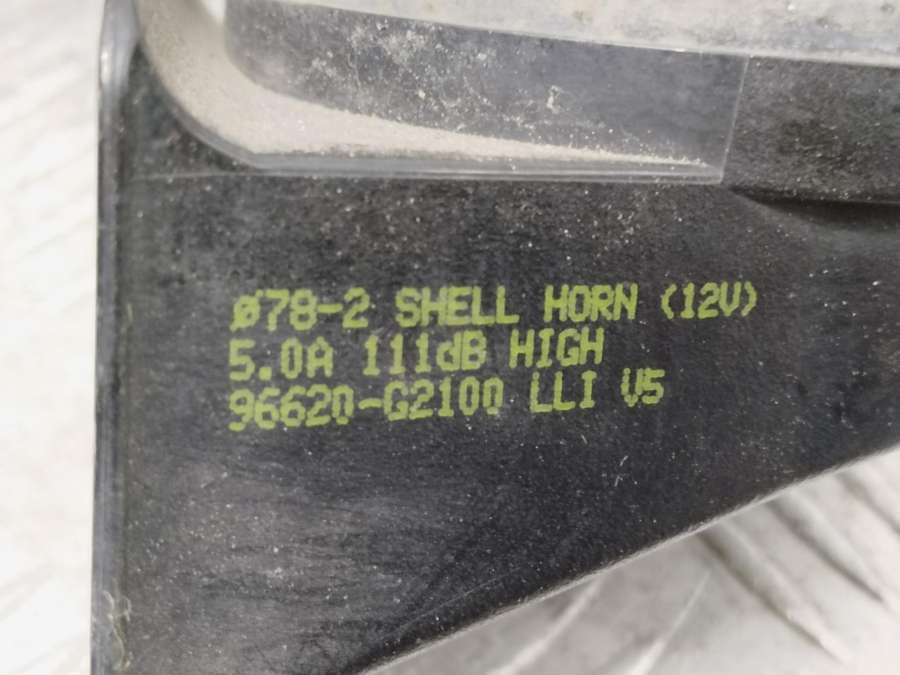 ø78-2 SHELL HORN (12V)
5.0A 111dB HIGH
96620-G2100 LLI V5